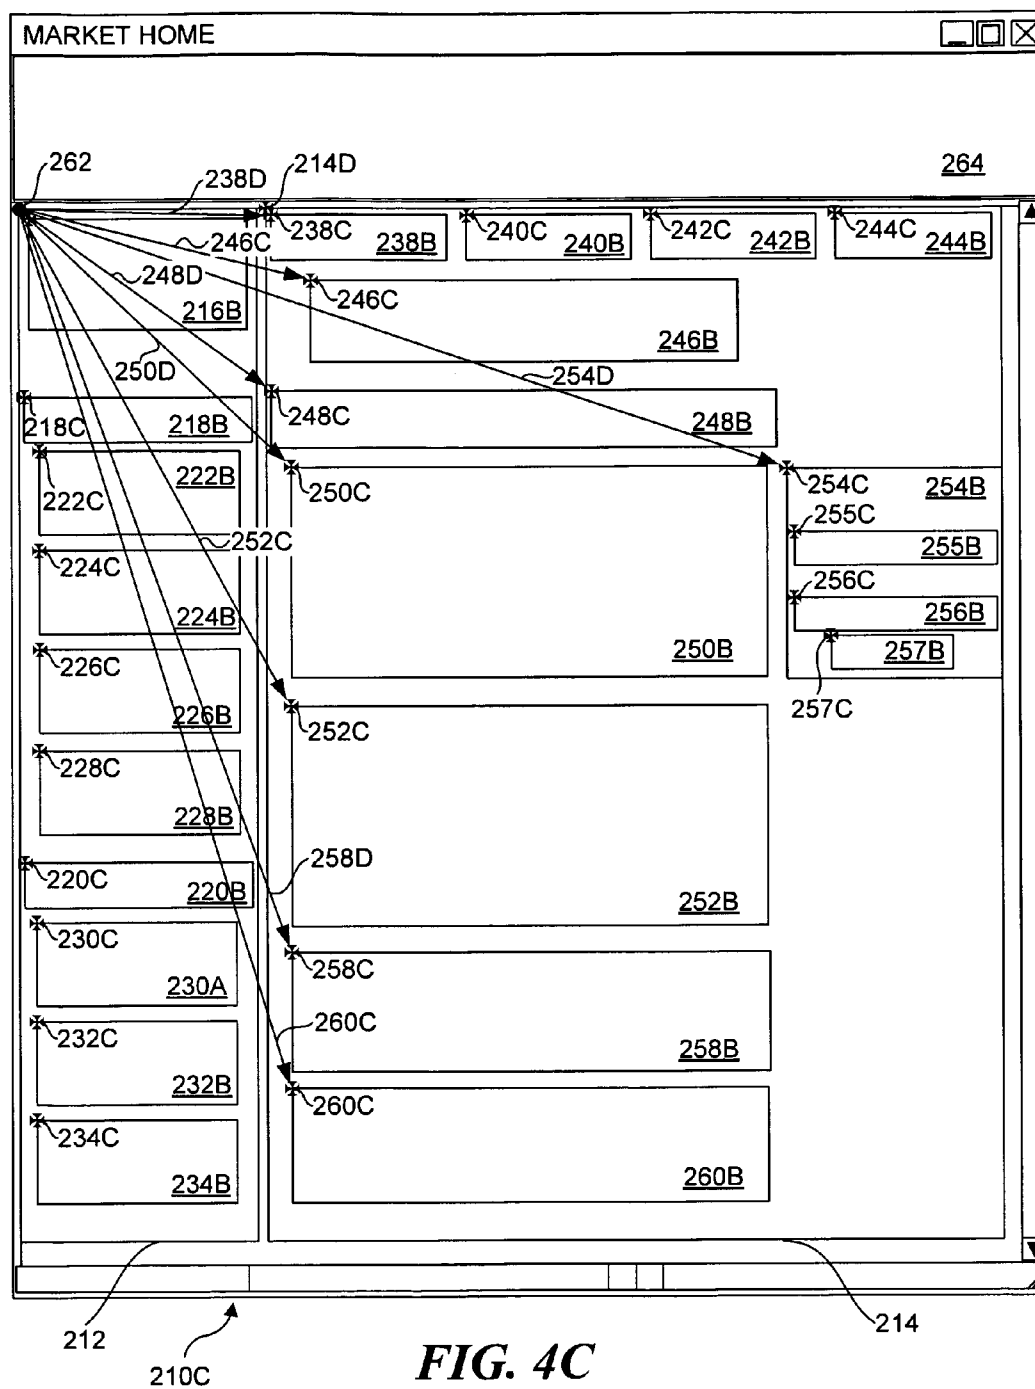 MARKET HOME
264
262
238D
214D
238C
238B
240C
240B
242C
242B
244C
244B
246C
248D
216B
246C
246B
250D
254D
218C
218B
248C
248B
222C
222B
250C
254C
254B
252C
255C
255B
224C
224B
256C
256B
250B
257B
226C
226B
257C
252C
228C
228B
258D
220C
220B
252B
230C
230A
258C
260C
232C
232B
258B
260C
234C
234B
260B
212
214
210C
FIG. 4C